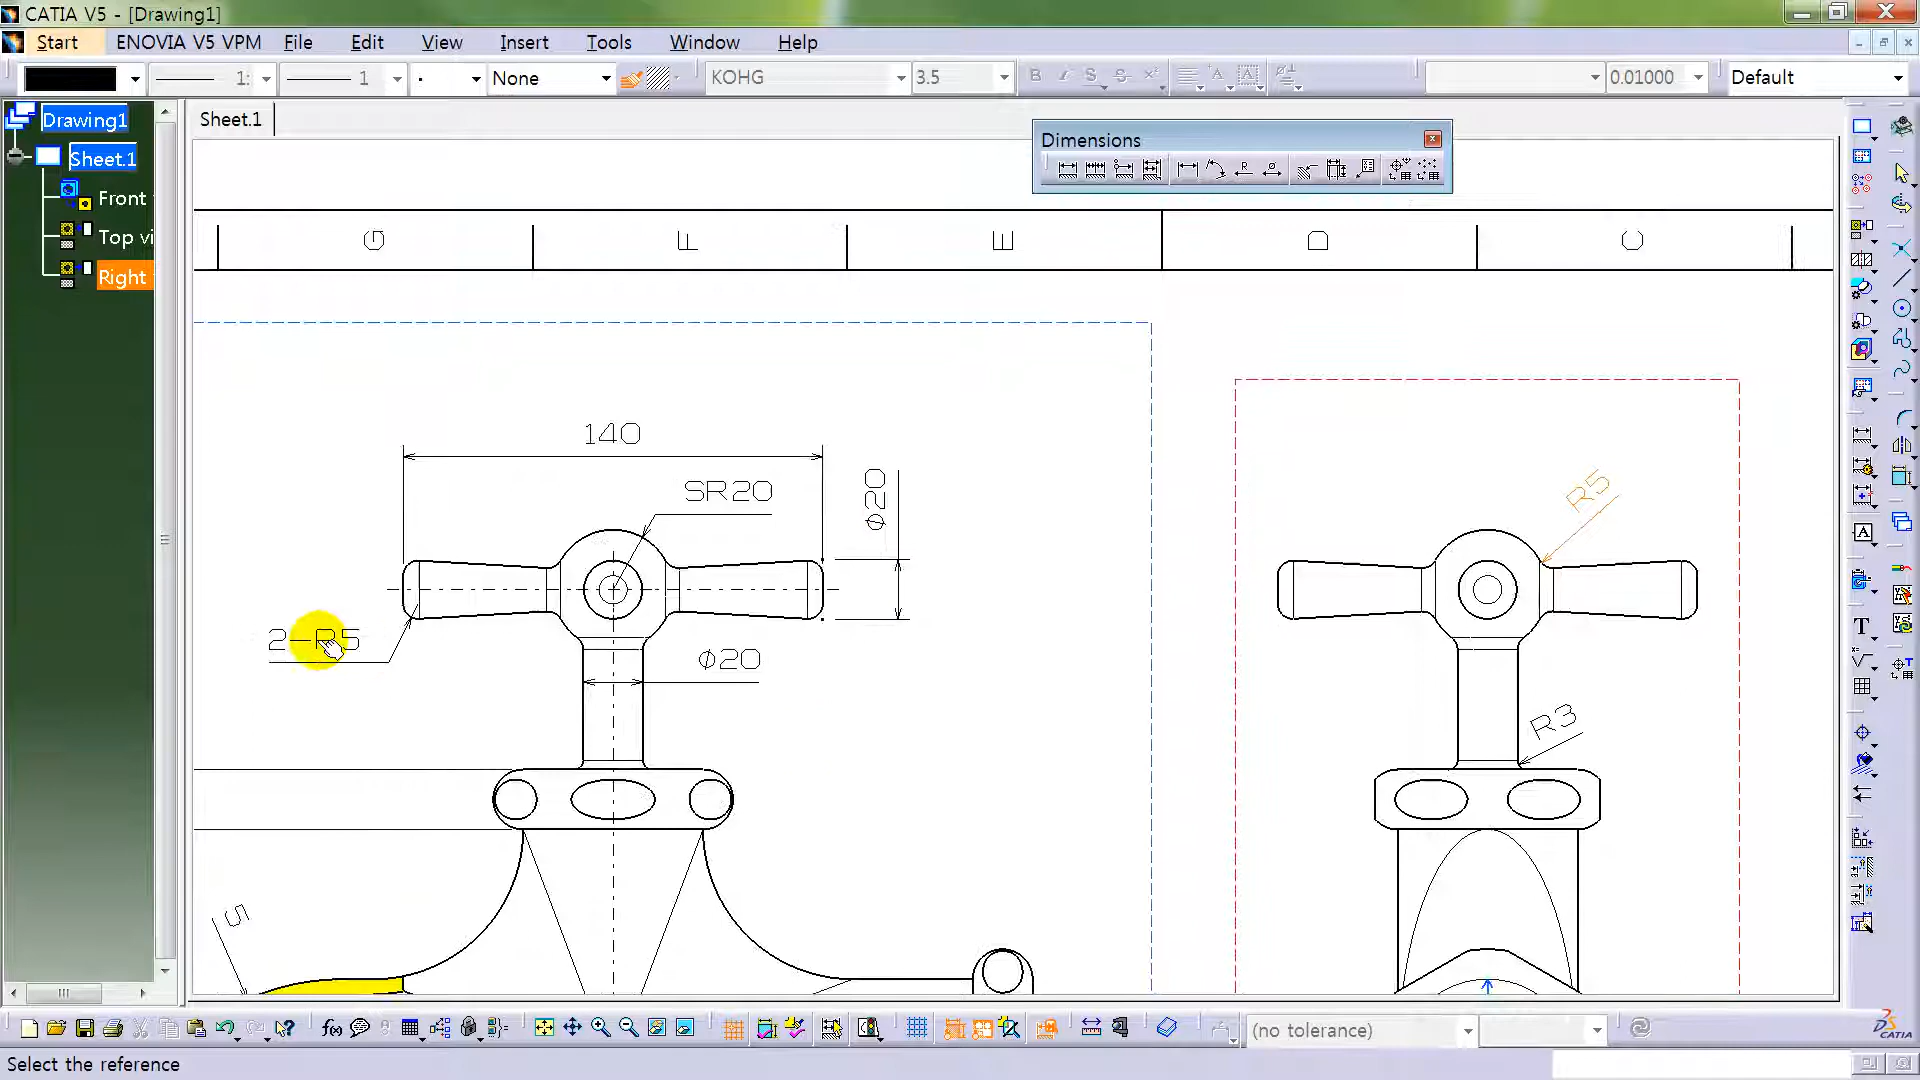 CATIA V5 - [Drawing1]
Start ENOVIA V5 VPM File Edit View Insert Tools Window Help
1: 1 None KOHG 3.5 B S S 0.01000 Default
Drawing1
Sheet.1
Front
Top vi
Right
Sheet.1
Dimensions
G F E D C
140
SR20
φ20
R5
2-R5
φ20
R3
5
(no tolerance)
Select the reference
CATIA